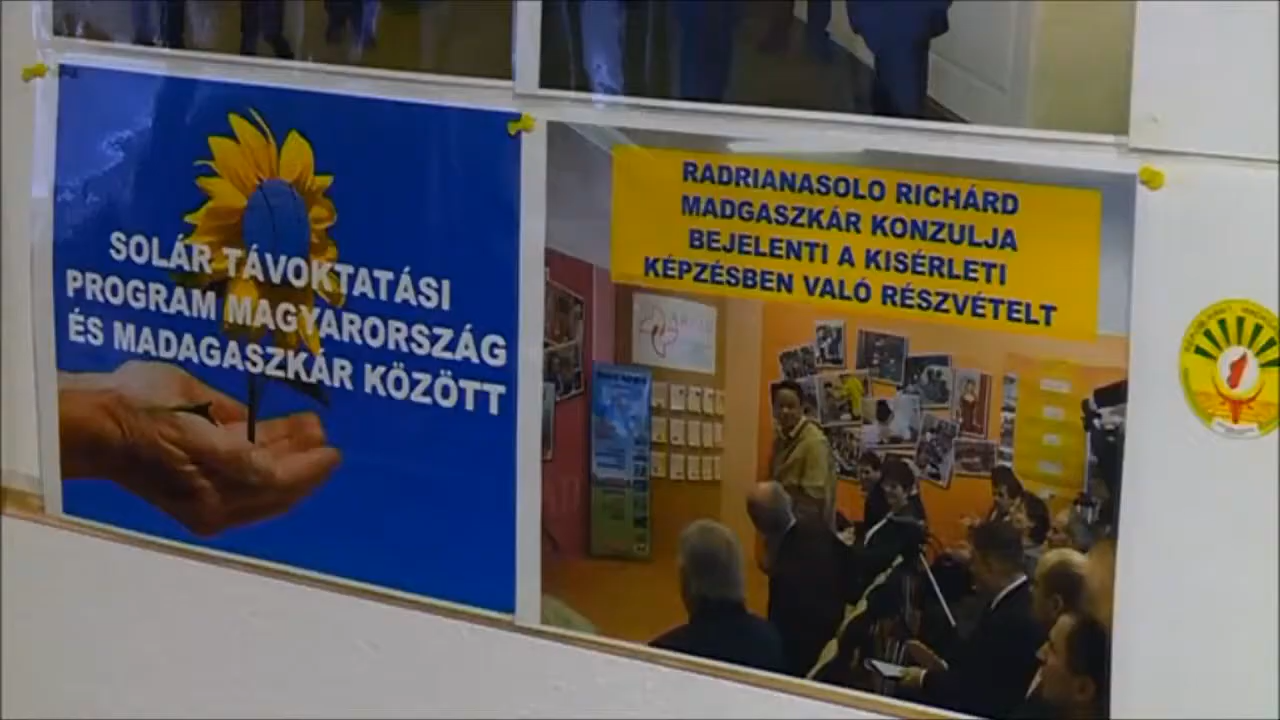 SOLÁR TÁVOKTATÁSI
PROGRAM MAGYARORSZÁG
ÉS MADAGASZKÁR KÖZÖTT
RADRIANASOLO RICHÁRD
MADGASZKÁR KONZULJA
BEJELENTI A KISÉRLETI
KÉPZÉSBEN VALÓ RÉSZVÉTELT